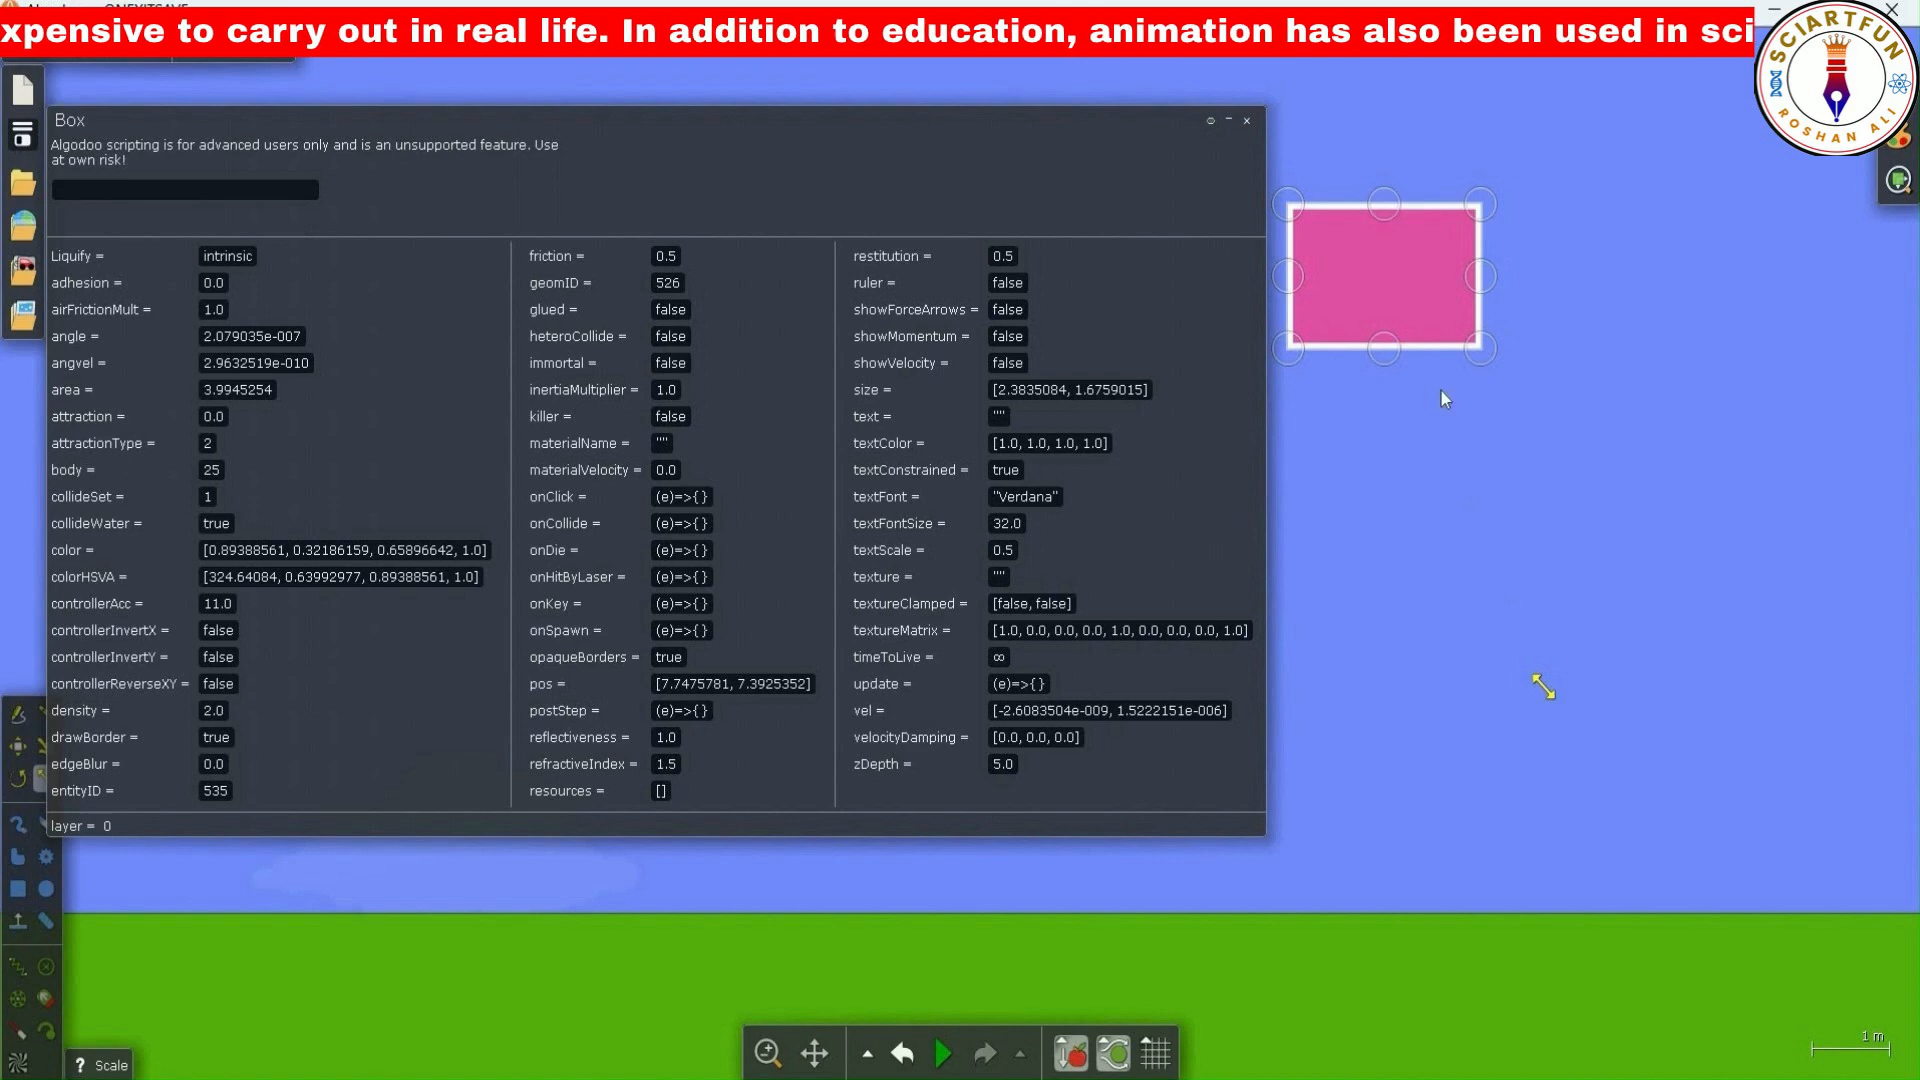 xpensive to carry out in real life. In addition to education, animation has also been used in sci
SCIARTFUN
ROSHAN ALI
Box
Algodoo scripting is for advanced users only and is an unsupported feature. Use
at own risk!
Liquify = intrinsic
adhesion = 0.0
airFrictionMult = 1.0
angle = 2.079035e-007
angvel = 2.9632519e-010
area = 3.9945254
attraction = 0.0
attractionType = 2
body = 25
collideSet = 1
collideWater = true
color = [0.89388561, 0.32186159, 0.65896642, 1.0]
colorHSVA = [324.64084, 0.63992977, 0.89388561, 1.0]
controllerAcc = 11.0
controllerInvertX = false
controllerInvertY = false
controllerReverseXY = false
density = 2.0
drawBorder = true
edgeBlur = 0.0
entityID = 535
friction = 0.5
geomID = 526
glued = false
heteroCollide = false
immortal = false
inertiaMultiplier = 1.0
killer = false
materialName = ""
materialVelocity = 0.0
onClick = (e)=>{}
onCollide = (e)=>{}
onDie = (e)=>{}
onHitByLaser = (e)=>{}
onKey = (e)=>{}
onSpawn = (e)=>{}
opaqueBorders = true
pos = [7.7475781, 7.3925352]
postStep = (e)=>{}
reflectiveness = 1.0
refractiveIndex = 1.5
resources = []
restitution = 0.5
ruler = false
showForceArrows = false
showMomentum = false
showVelocity = false
size = [2.3835084, 1.6759015]
text = ""
textColor = [1.0, 1.0, 1.0, 1.0]
textConstrained = true
textFont = "Verdana"
textFontSize = 32.0
textScale = 0.5
texture = ""
textureClamped = [false, false]
textureMatrix = [1.0, 0.0, 0.0, 0.0, 1.0, 0.0, 0.0, 0.0, 1.0]
timeToLive = ∞
update = (e)=>{}
vel = [-2.6083504e-009, 1.5222151e-006]
velocityDamping = [0.0, 0.0, 0.0]
zDepth = 5.0
layer = 0
? Scale
1 m